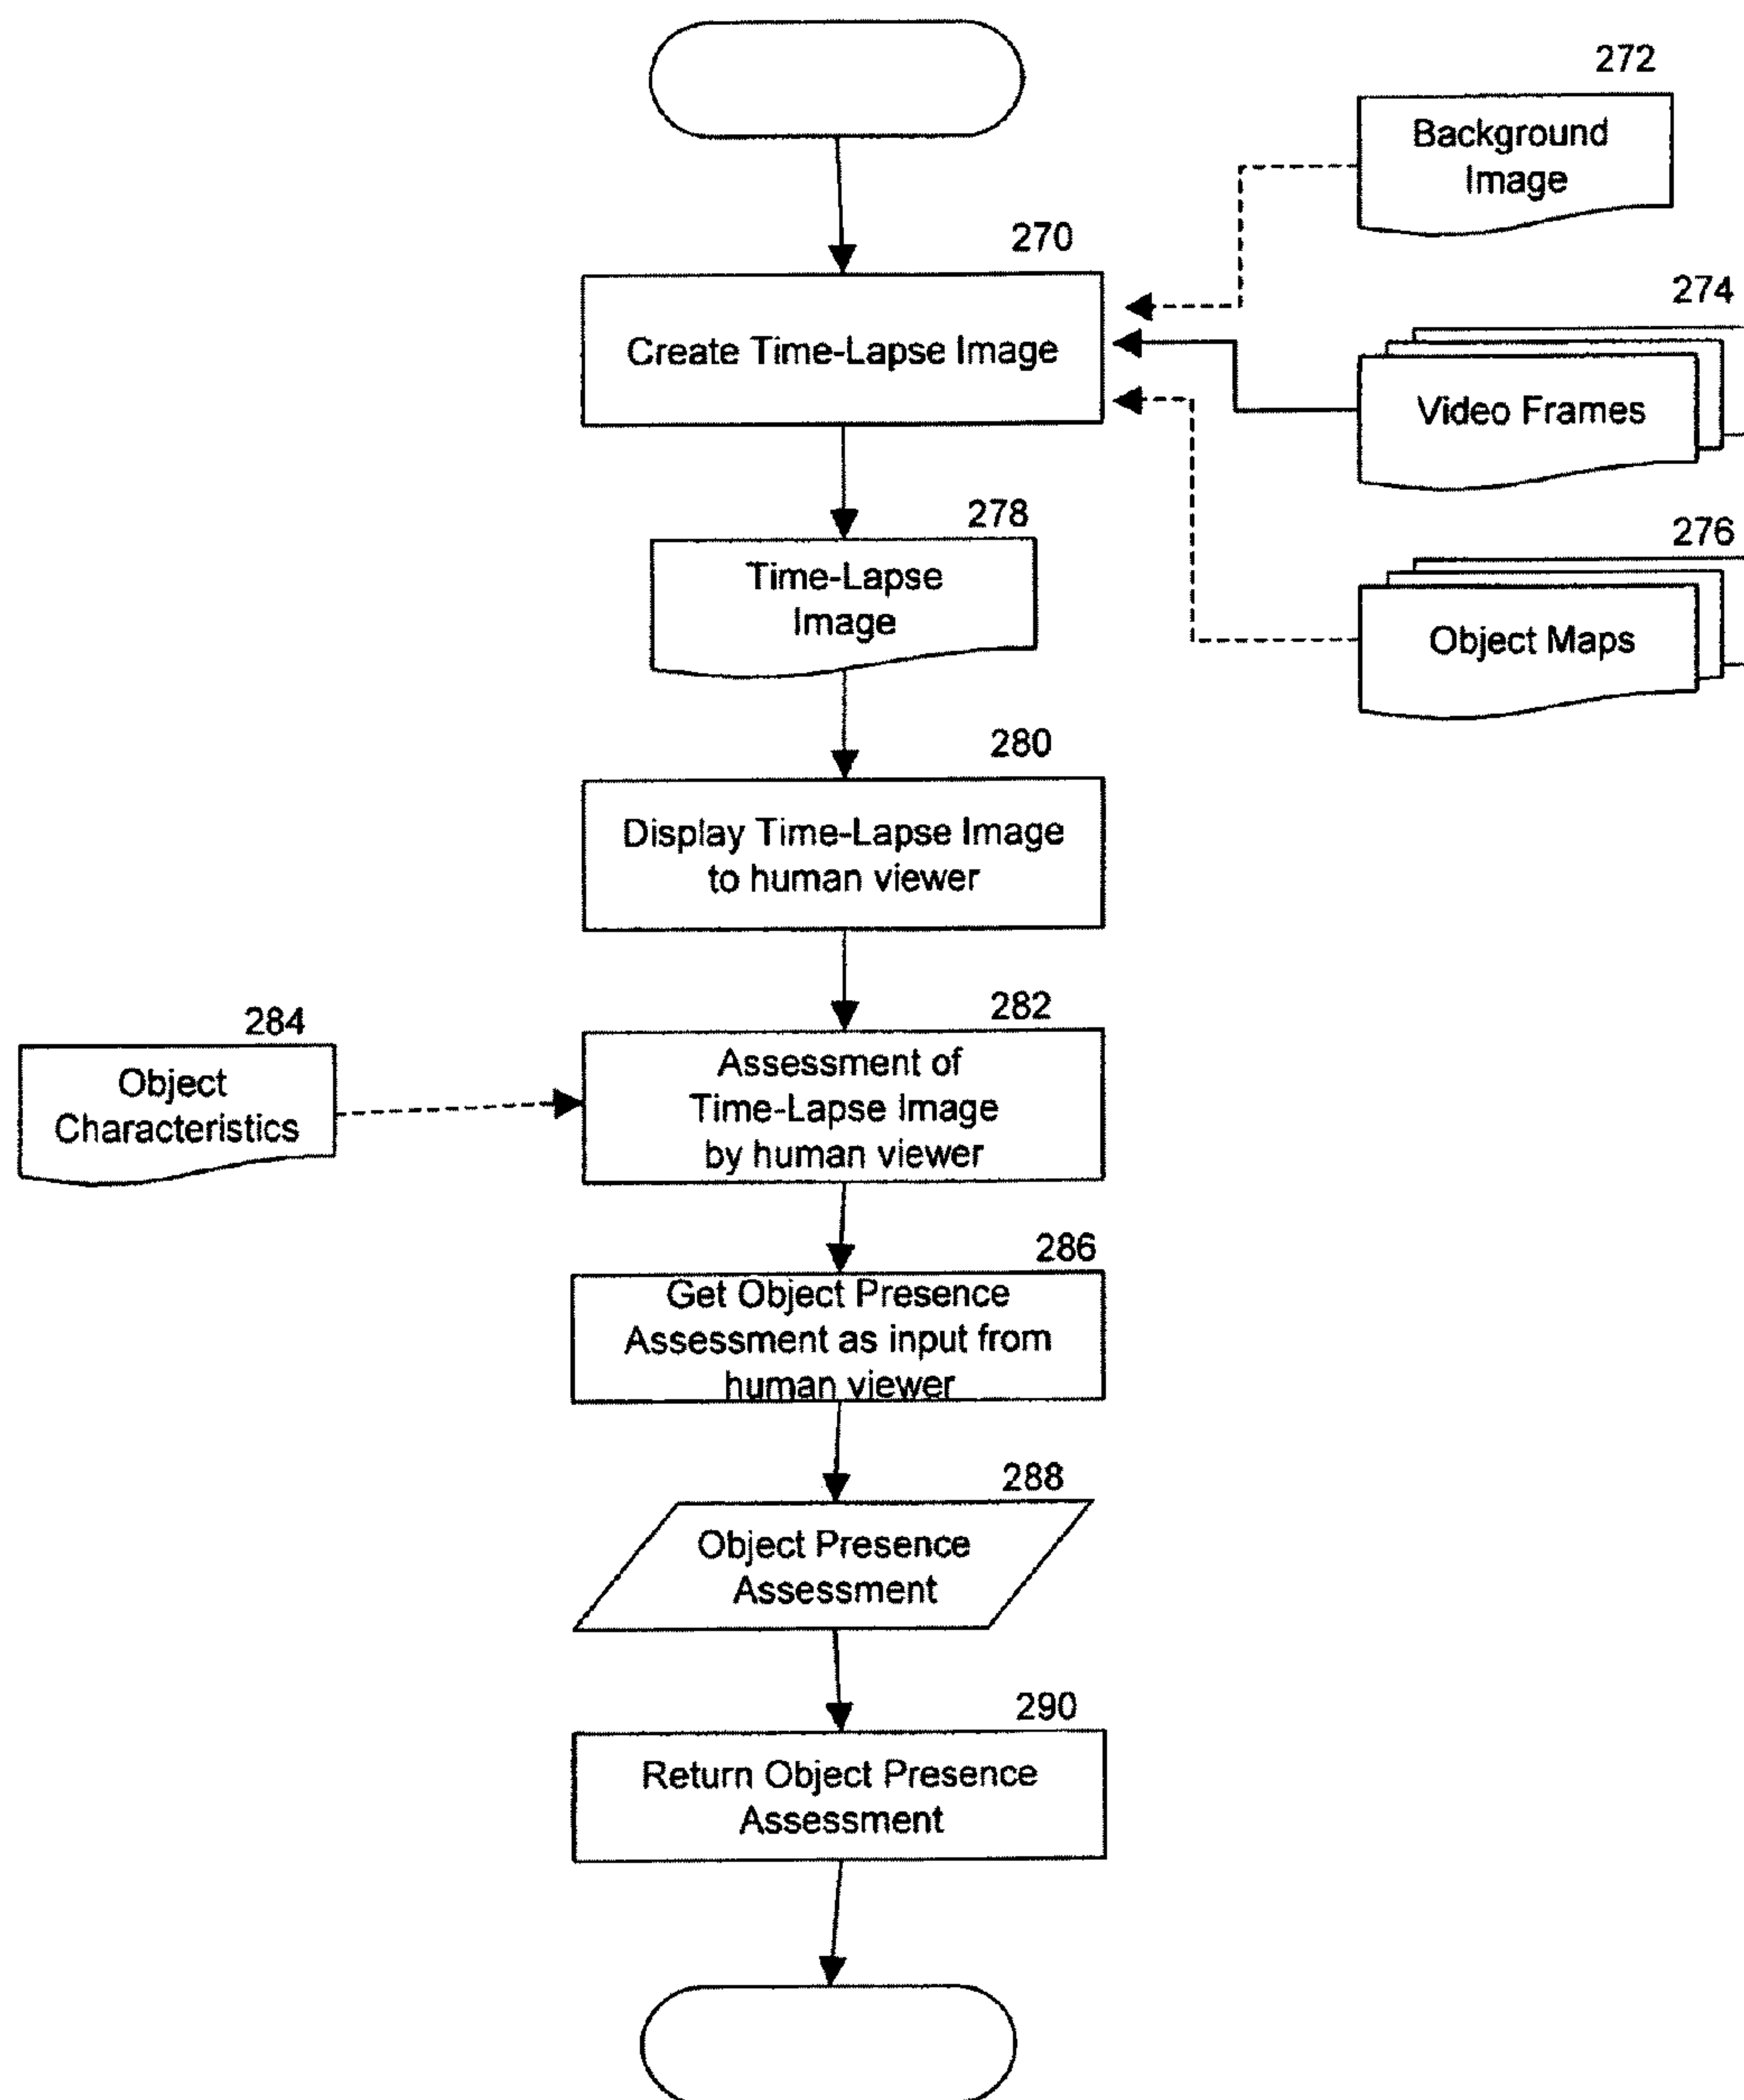 272
Background
Image
270
Create Time-Lapse Image
274
Video Frames
278
Time-Lapse
Image
276
Object Maps
280
Display Time-Lapse Image
to human viewer
284
Object
Characteristics
282
Assessment of
Time-Lapse Image
by human viewer
286
Get Object Presence
Assessment as input from
human viewer
288
Object Presence
Assessment
290
Return Object Presence
Assessment